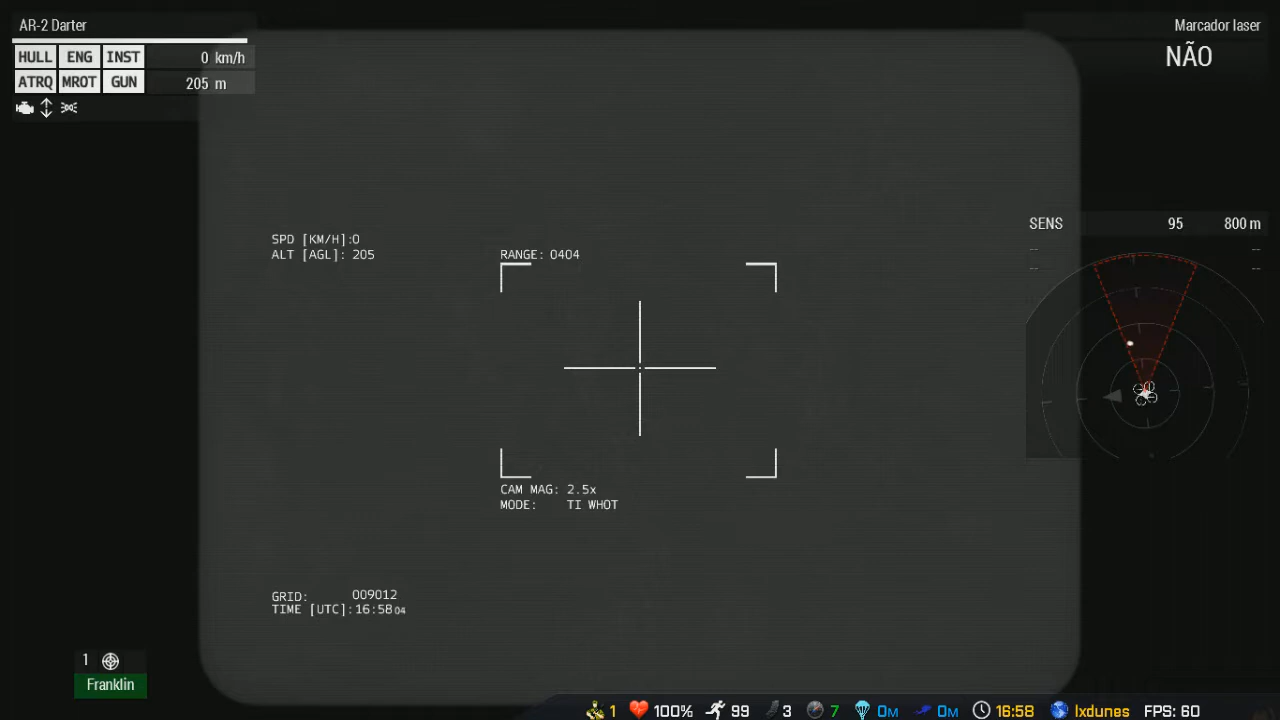 AR-2 Darter
HULL ENG INST 0 km/h
ATRQ MROT GUN 205 m
Marcador laser
NÃO
SENS 95 800 m
SPD [KM/H]:0
ALT [AGL]: 205
RANGE: 0404
CAM MAG: 2.5x
MODE: TI WHOT
GRID: 009012
TIME [UTC]:16:58 04
1
Franklin
1 100% 99 3 7 0M 0M 16:58 lxdunes FPS: 60